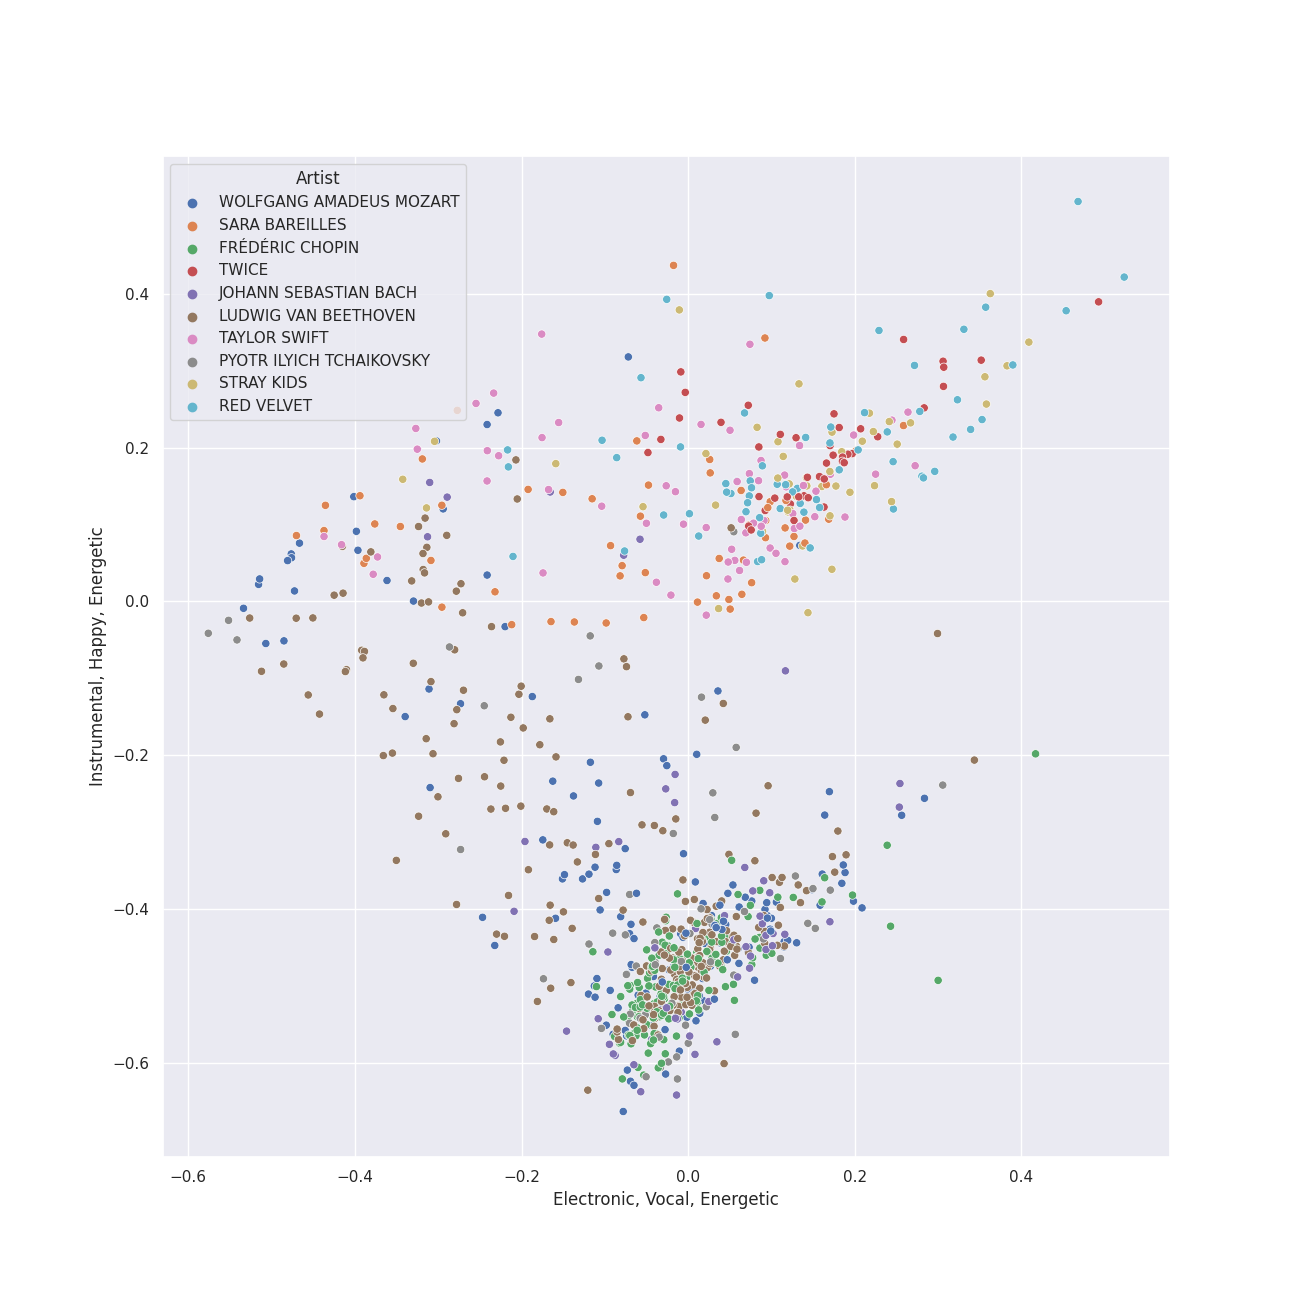 Artist
WOLFGANG AMADEUS MOZART
SARA BAREILLES
FRÉDÉRIC CHOPIN
TWICE
JOHANN SEBASTIAN BACH
LUDWIG VAN BEETHOVEN
TAYLOR SWIFT
PYOTR ILYICH TCHAIKOVSKY
STRAY KIDS
RED VELVET
Instrumental, Happy, Energetic
0.4
0.2
0.0
−0.2
−0.4
−0.6
−0.6 −0.4 −0.2 0.0 0.2 0.4
Electronic, Vocal, Energetic